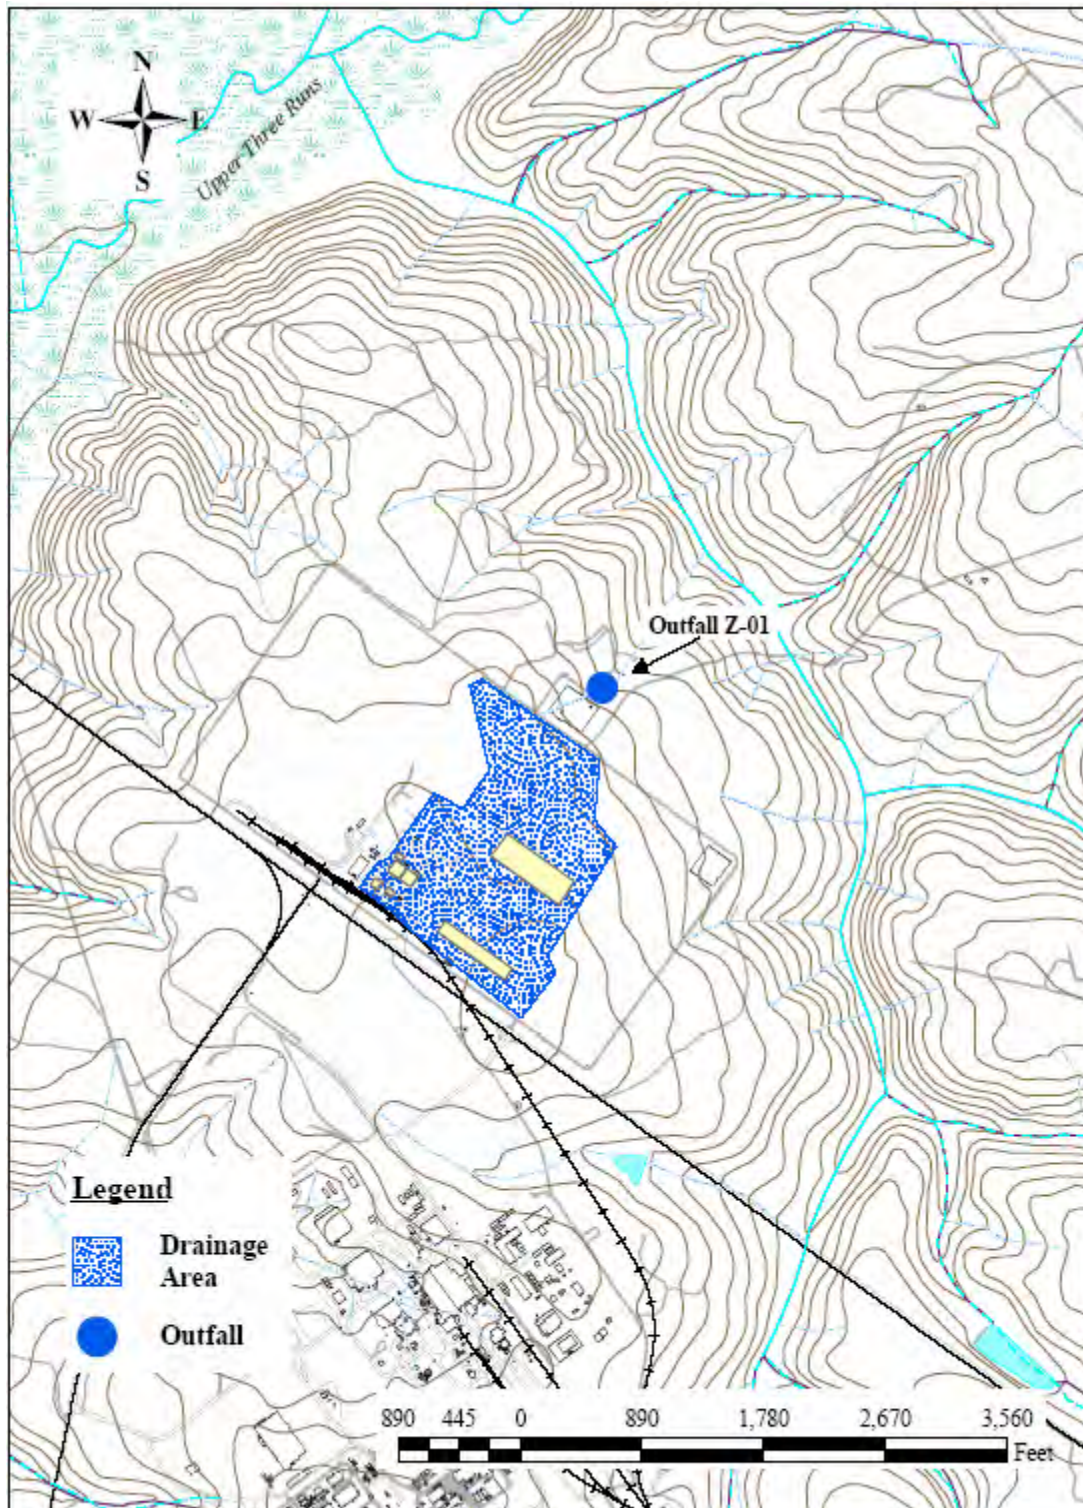 N
W E
S
Upper Three Runs
Outfall Z-01
Legend
Drainage
Area
Outfall
890 445 0 890 1,780 2,670 3,560
Feet